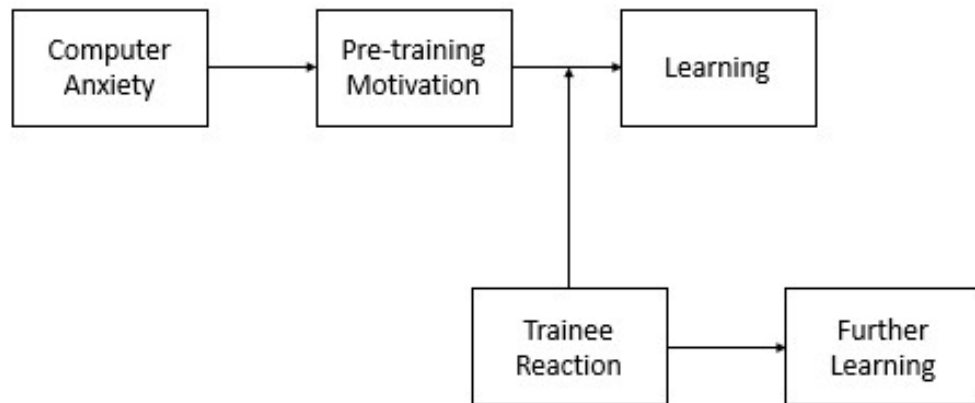 Computer
Anxiety
Pre-training
Motivation
Learning
Trainee
Reaction
Further
Learning